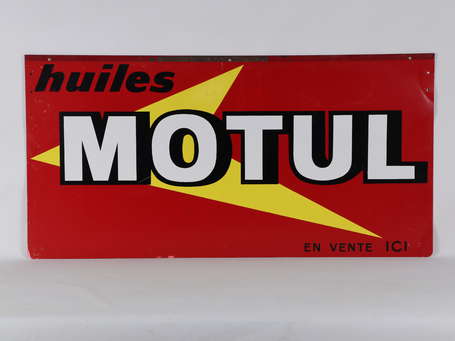 huiles
MOTUL
EN VENTE ICI